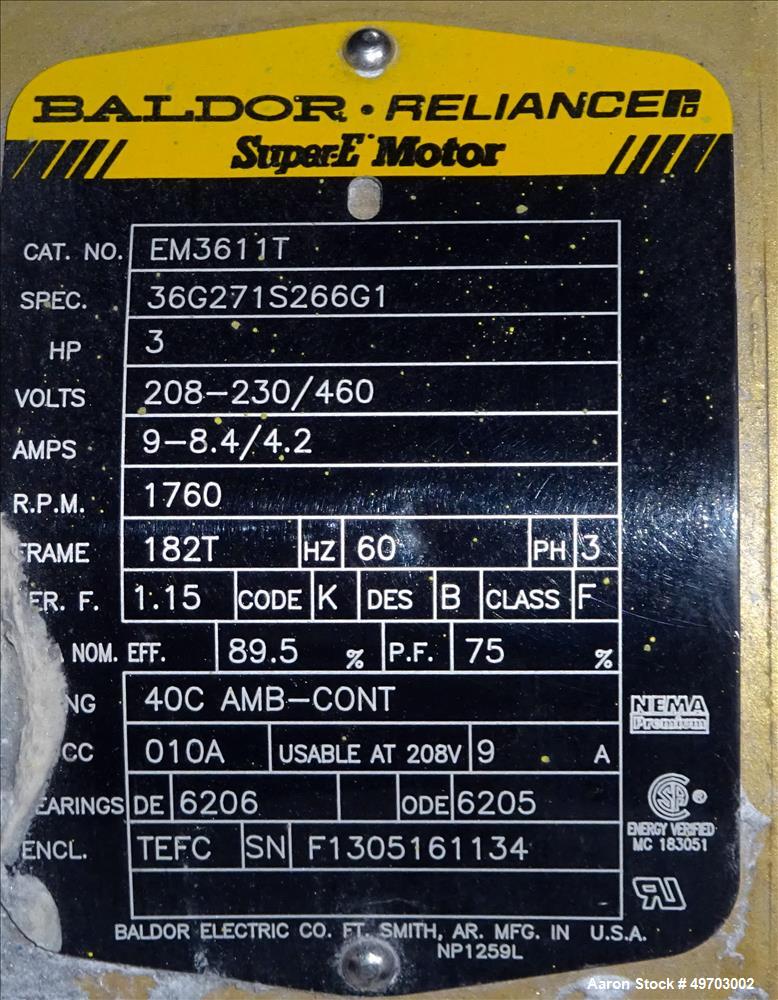 BALDOR • RELIANCE
Super-E Motor
CAT. NO. EM3611T
SPEC. 36G271S266G1
HP 3
VOLTS 208-230/460
AMPS 9-8.4/4.2
R.P.M. 1760
FRAME 182T HZ 60 PH 3
ER. F. 1.15 CODE K DES B CLASS F
NOM. EFF. 89.5 % P.F. 75 %
NG 40C AMB-CONT
NEMA
Premium
CC 010A USABLE AT 208V 9 A
EARINGS DE 6206 ODE 6205
ENERGY VERIFIED
MC 183051
ENCL. TEFC SN F1305161134
BALDOR ELECTRIC CO. FT. SMITH, AR. MFG. IN U.S.A.
NP1259L
Aaron Stock # 49703002